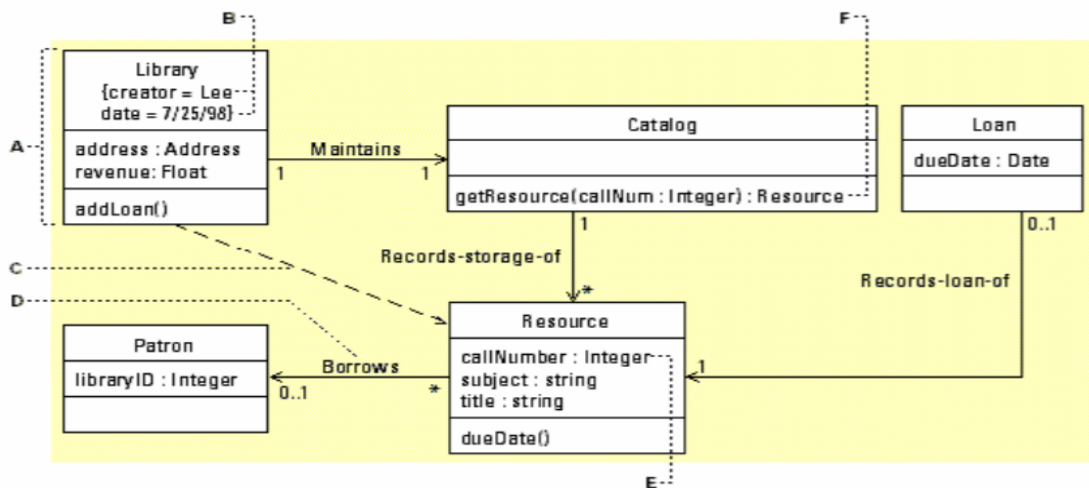 B
F
A
Library
{creator = Lee
date = 7/25/98}
address : Address
revenue: Float
addLoan()
Maintains
1
1
Catalog
getResource(callNum : Integer) : Resource
Loan
dueDate : Date
1
0..1
Records-storage-of
Records-loan-of
*
C
D
Patron
libraryID : Integer
Borrows
0..1
*
Resource
callNumber : Integer
subject : string
title : string
dueDate()
1
E